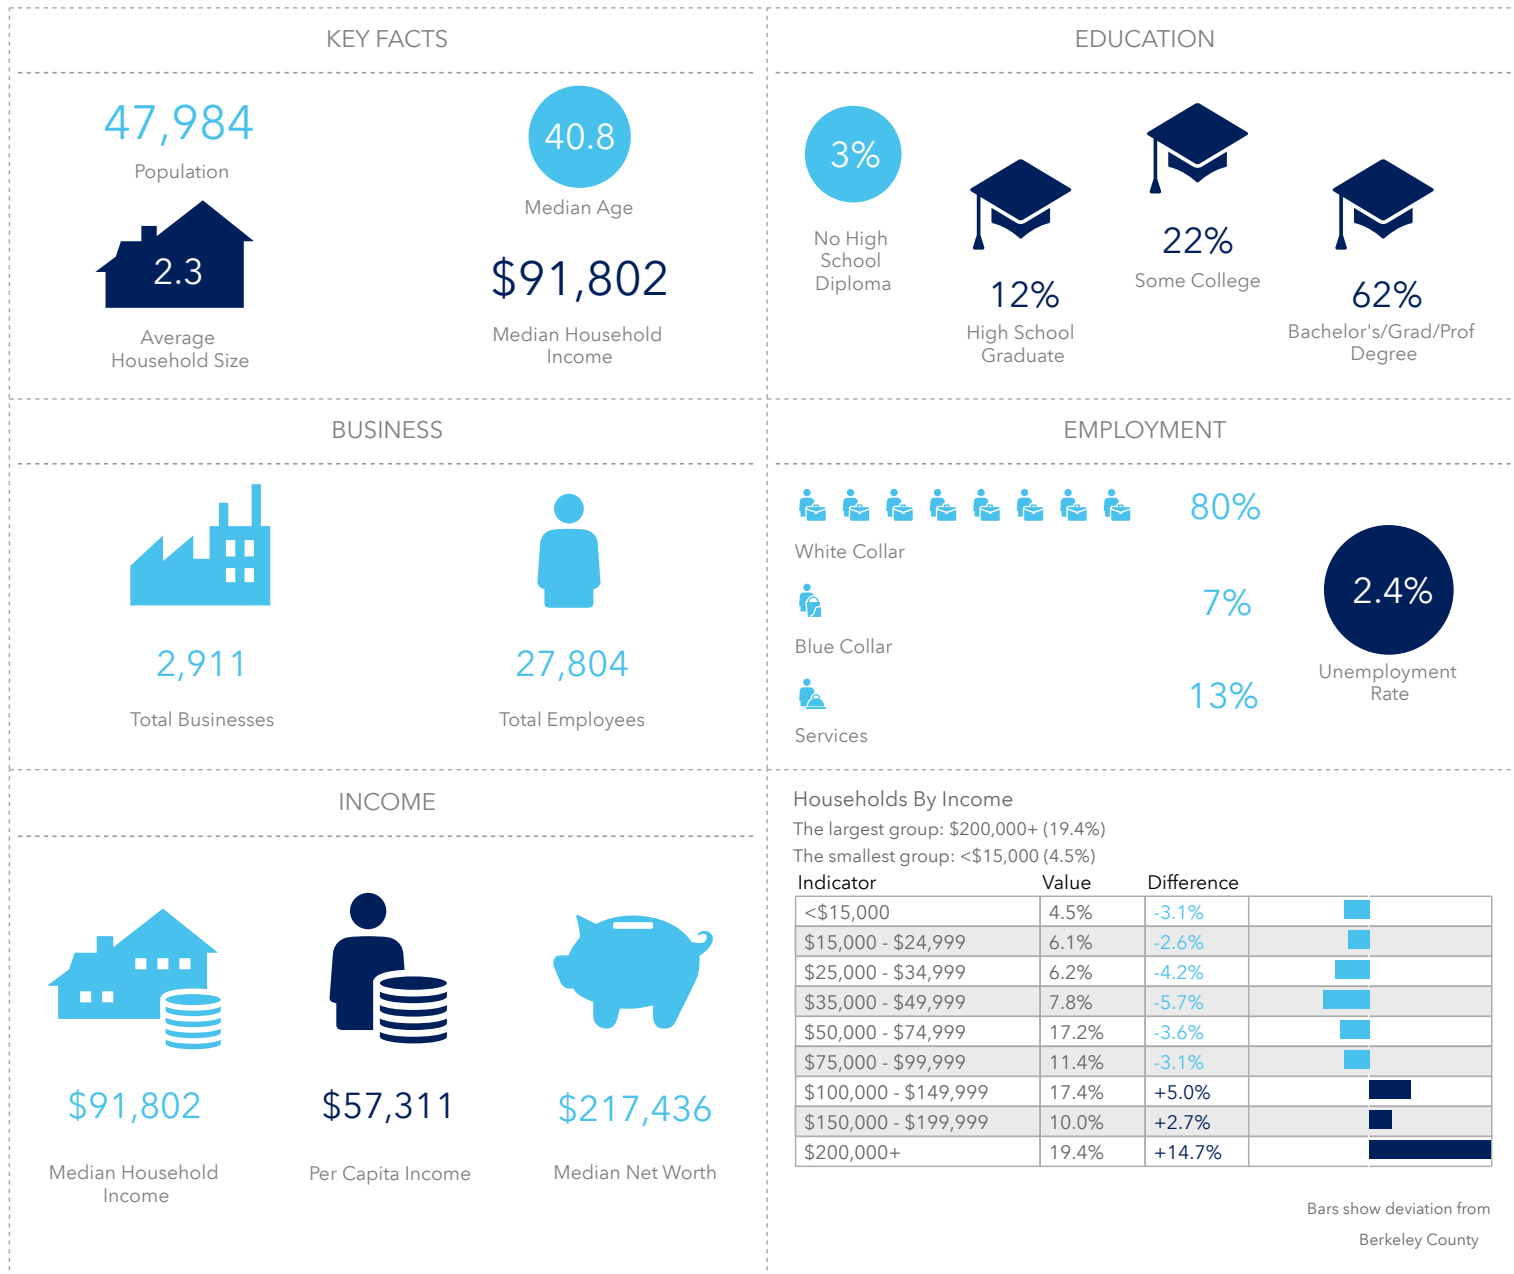 KEY FACTS
47,984
Population
40.8
Median Age
2.3
Average
Household Size
$91,802
Median Household
Income
EDUCATION
3%
No High
School
Diploma
12%
High School
Graduate
22%
Some College
62%
Bachelor's/Grad/Prof
Degree
BUSINESS
2,911
Total Businesses
27,804
Total Employees
EMPLOYMENT
80%
White Collar
7%
Blue Collar
13%
Services
2.4%
Unemployment
Rate
INCOME
$91,802
Median Household
Income
$57,311
Per Capita Income
$217,436
Median Net Worth
Households By Income
The largest group: $200,000+ (19.4%)
The smallest group: <$15,000 (4.5%)
Indicator Value Difference
<$15,000 4.5% -3.1%
$15,000 - $24,999 6.1% -2.6%
$25,000 - $34,999 6.2% -4.2%
$35,000 - $49,999 7.8% -5.7%
$50,000 - $74,999 17.2% -3.6%
$75,000 - $99,999 11.4% -3.1%
$100,000 - $149,999 17.4% +5.0%
$150,000 - $199,999 10.0% +2.7%
$200,000+ 19.4% +14.7%
Bars show deviation from
Berkeley County